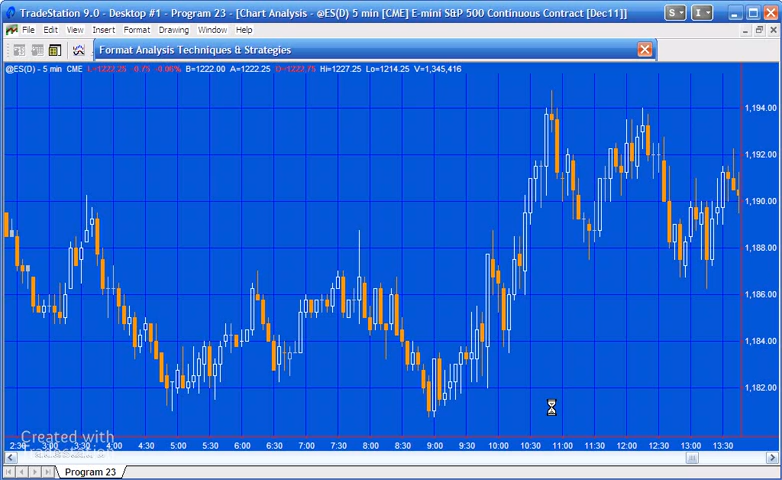 TradeStation 9.0 - Desktop #1 - Program 23 - [Chart Analysis - @ES(D) 5 min [CME] E-mini S&P 500 Continuous Contract [Dec11]]
S I
File Edit View Insert Format Drawing Window Help
Format Analysis Techniques & Strategies
@ES(D) - 5 min CME L=1222.25 -0.75 -0.06% B=1222.00 A=1222.25 O=1222.75 Hi=1227.25 Lo=1214.25 V=1,345,416
1,194.00
1,192.00
1,190.00
1,188.00
1,186.00
1,184.00
1,182.00
Created with
Tradestation
2:30 3:00 3:30 4:00 4:30 5:00 5:30 6:00 6:30 7:00 7:30 8:00 8:30 9:00 9:30 10:00 10:30 11:00 11:30 12:00 12:30 13:00 13:30
Program 23